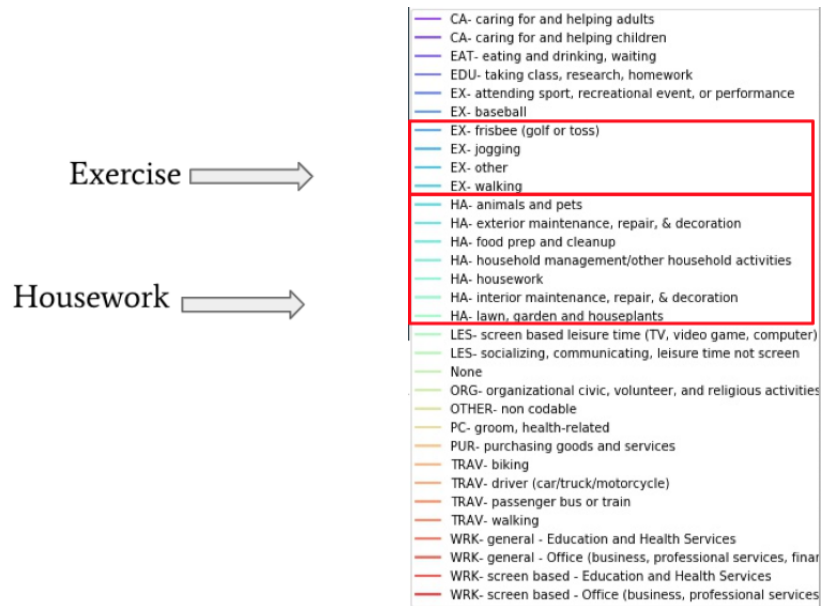 CA- caring for and helping adults
CA- caring for and helping children
EAT- eating and drinking, waiting
EDU- taking class, research, homework
EX- attending sport, recreational event, or performance
EX- baseball
EX- frisbee (golf or toss)
EX- jogging
Exercise
EX- other
EX- walking
HA- animals and pets
HA- exterior maintenance, repair, & decoration
HA- food prep and cleanup
HA- household management/other household activities
HA- housework
Housework
HA- interior maintenance, repair, & decoration
HA- lawn, garden and houseplants
LES- screen based leisure time (TV, video game, computer)
LES- socializing, communicating, leisure time not screen
None
ORG- organizational civic, volunteer, and religious activities
OTHER- non codable
PC- groom, health-related
PUR- purchasing goods and services
TRAV- biking
TRAV- driver (car/truck/motorcycle)
TRAV- passenger bus or train
TRAV- walking
WRK- general - Education and Health Services
WRK- general - Office (business, professional services, finan
WRK- screen based - Education and Health Services
WRK- screen based - Office (business, professional services